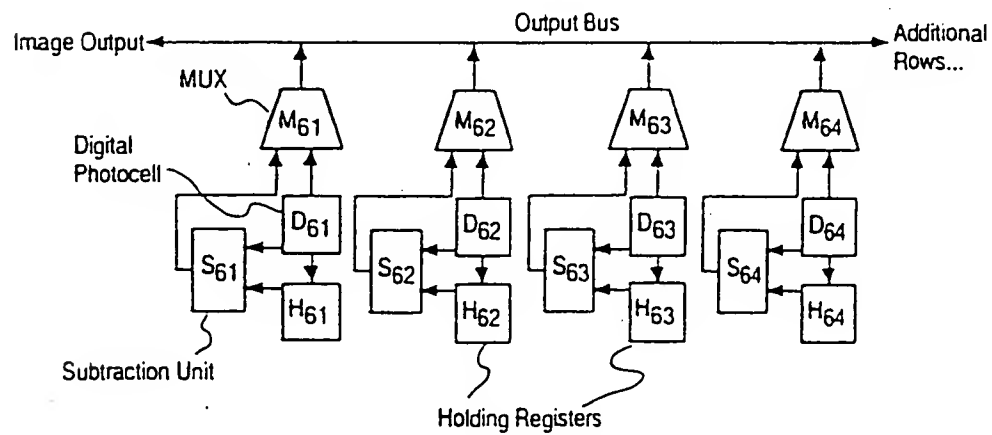 Output Bus
Image Output
Additional
Rows...
MUX
M61 M62 M63 M64
Digital
Photocell
D61 D62 D63 D64
S61 S62 S63 S64
H61 H62 H63 H64
Subtraction Unit
Holding Registers